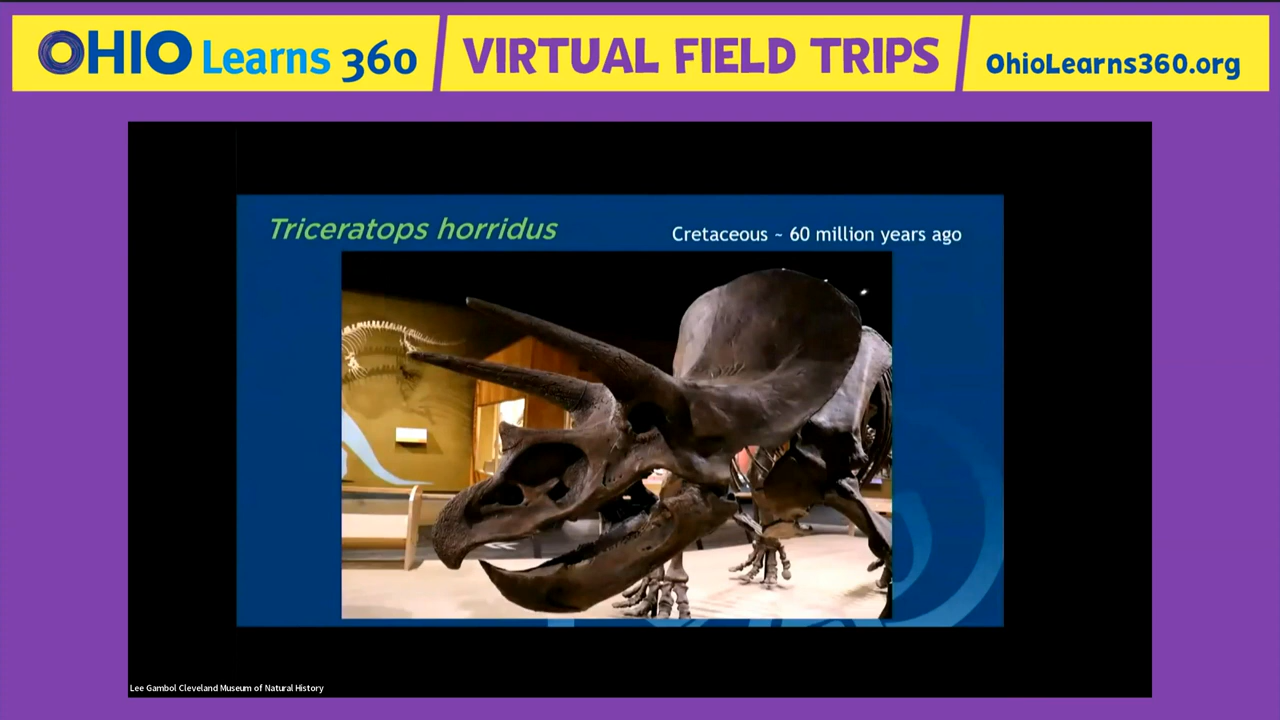 OHIO Learns 360
VIRTUAL FIELD TRIPS
OhioLearns360.org
Triceratops horridus
Cretaceous ~ 60 million years ago
Lee Gambol Cleveland Museum of Natural History